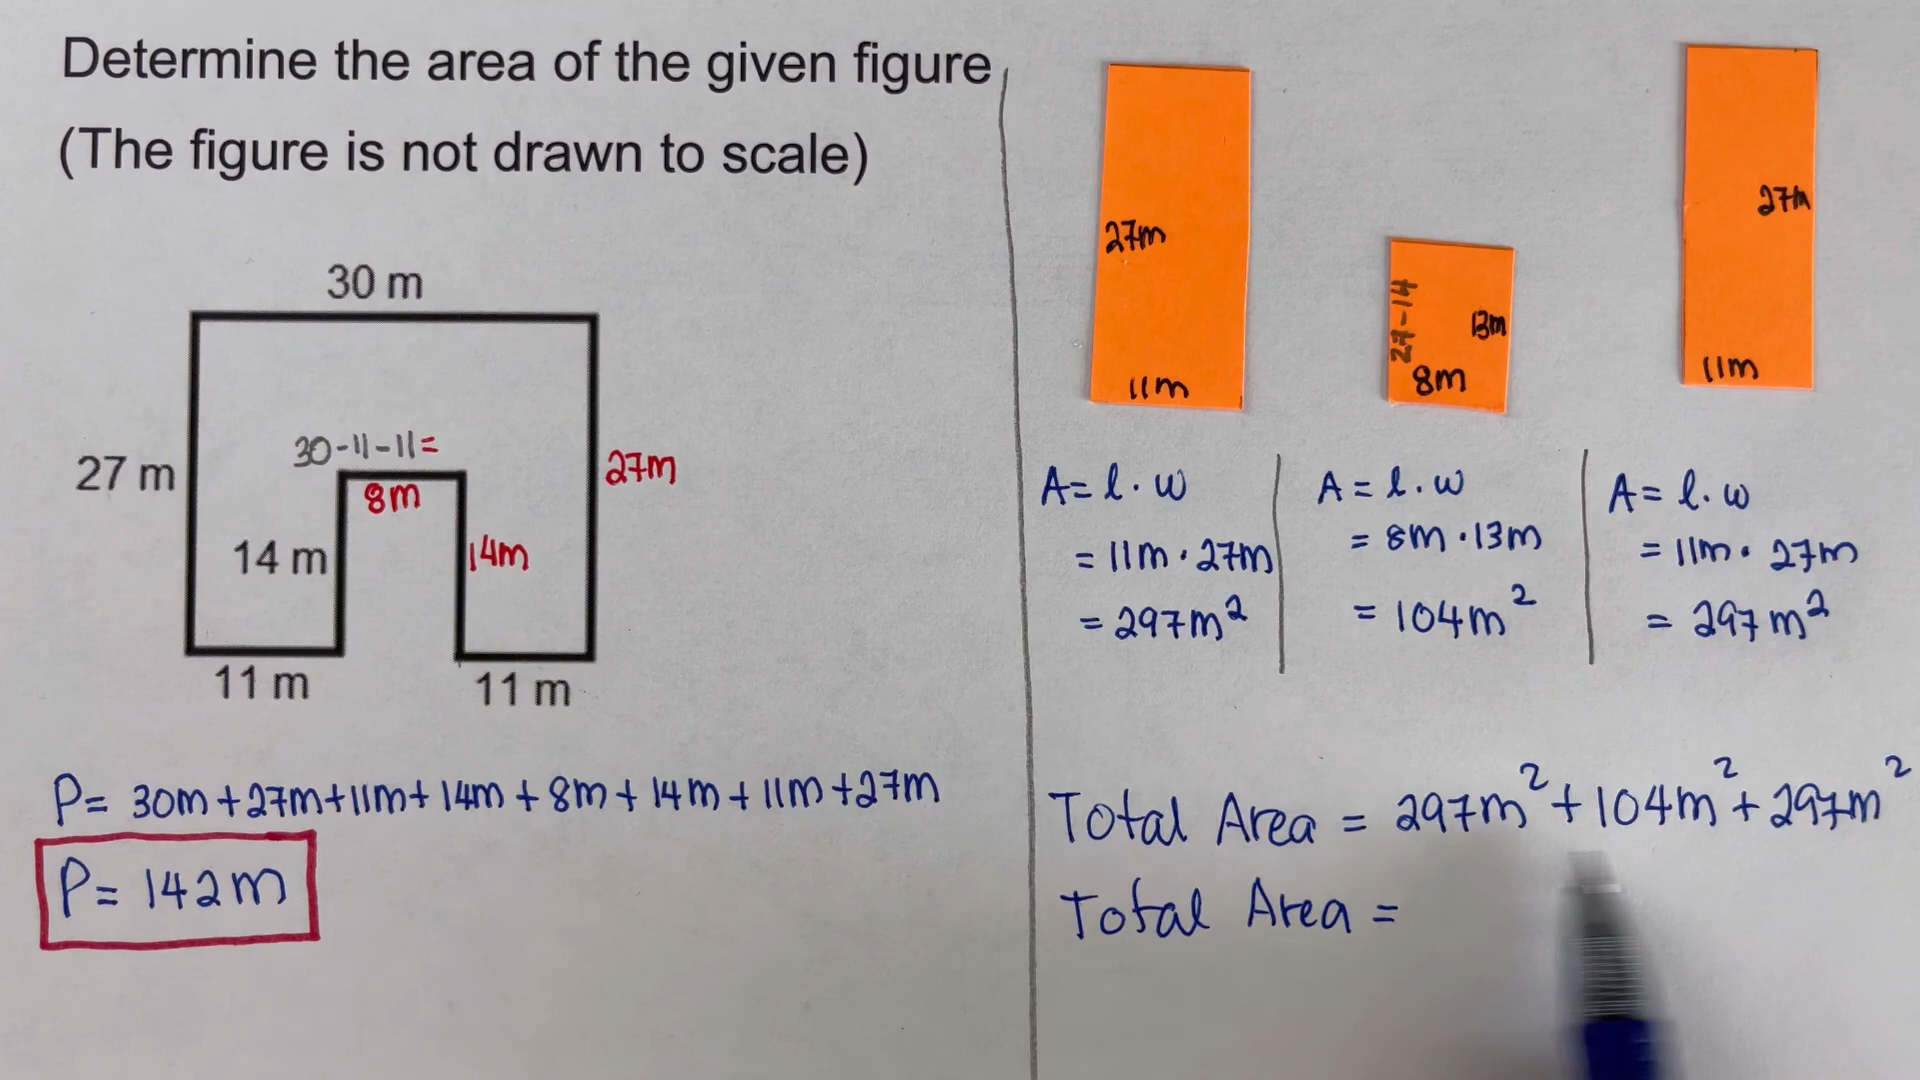 Determine the area of the given figure
(The figure is not drawn to scale)
30 m
30-11-11=
8m
27 m
27m
14 m
14m
11 m
11 m
P= 30m+27m+11m+14m+8m+14m+11m+27m
P= 142m
27m
11m
27-14
13m
8m
27m
11m
A= l·w
= 11m·27m
= 297m²
A = l·w
= 8m·13m
= 104m²
A= l·w
= 11m·27m
= 297m²
Total Area = 297m²+104m²+297m²
Total Area =